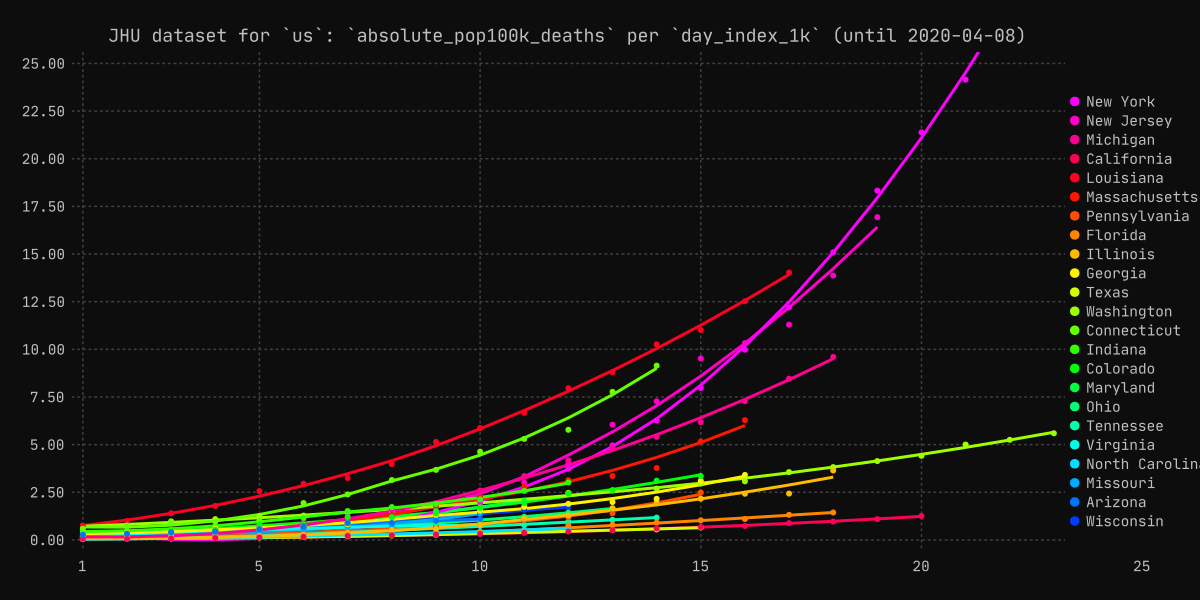 JHU dataset for `us`: `absolute_pop100k_deaths` per `day_index_1k` (until 2020-04-08)
25.00
22.50
20.00
17.50
15.00
12.50
10.00
7.50
5.00
2.50
0.00
1
5
10
15
20
25
New York
New Jersey
Michigan
California
Louisiana
Massachusetts
Pennsylvania
Florida
Illinois
Georgia
Texas
Washington
Connecticut
Indiana
Colorado
Maryland
Ohio
Tennessee
Virginia
North Carolin
Missouri
Arizona
Wisconsin